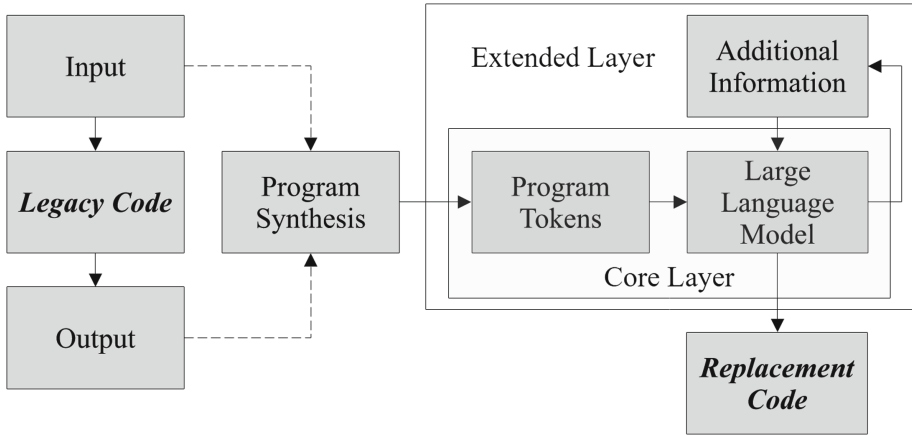 Input
Legacy Code
Output
Program
Synthesis
Extended Layer
Additional
Information
Program
Tokens
Large
Language
Model
Core Layer
Replacement
Code